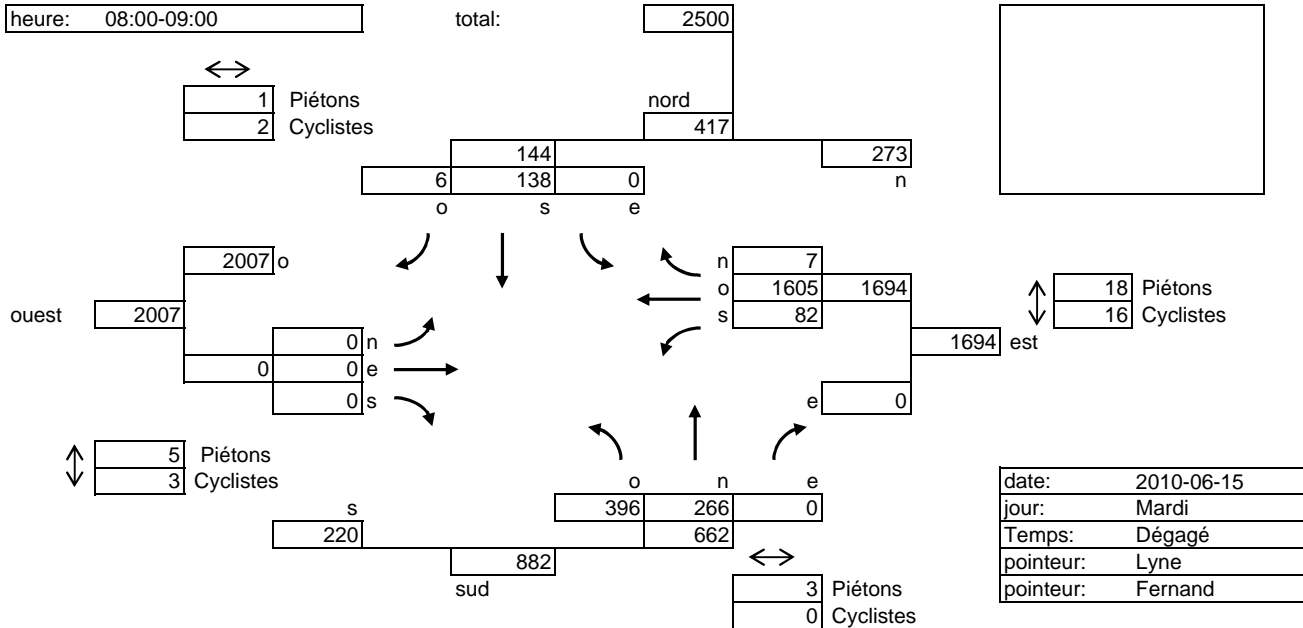 heure: 08:00-09:00 total: 2500
1 Piétons nord
2 Cyclistes 417
144 273
6 138 0 n
o s e
2007 o n 7
o 1605 1694 18 Piétons
ouest 2007 s 82 16 Cyclistes
0 n 1694 est
0 0 e
0 s e 0
5 Piétons
3 Cyclistes o n e date: 2010-06-15
s 396 266 0 jour: Mardi
220 662 Temps: Dégagé
882 pointeur: Lyne
sud 3 Piétons pointeur: Fernand
0 Cyclistes